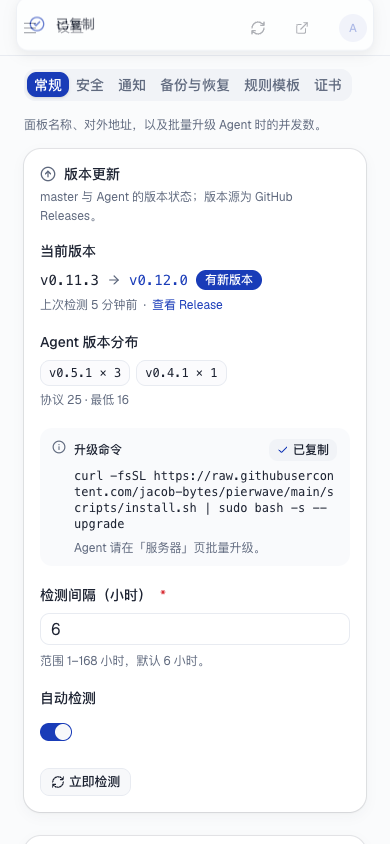 已复制
设置
A
常规 安全 通知 备份与恢复 规则模板 证书
面板名称、对外地址，以及批量升级 Agent 时的并发数。
版本更新
master 与 Agent 的版本状态；版本源为 GitHub
Releases。
当前版本
v0.11.3 → v0.12.0 有新版本
上次检测 5 分钟前 · 查看 Release
Agent 版本分布
v0.5.1 × 3 v0.4.1 × 1
协议 25 · 最低 16
升级命令 已复制
curl -fsSL https://raw.githubusercon
tent.com/jacob-bytes/pierwave/main/s
cripts/install.sh | sudo bash -s --
upgrade
Agent 请在「服务器」页批量升级。
检测间隔（小时） *
6
范围 1–168 小时，默认 6 小时。
自动检测
立即检测